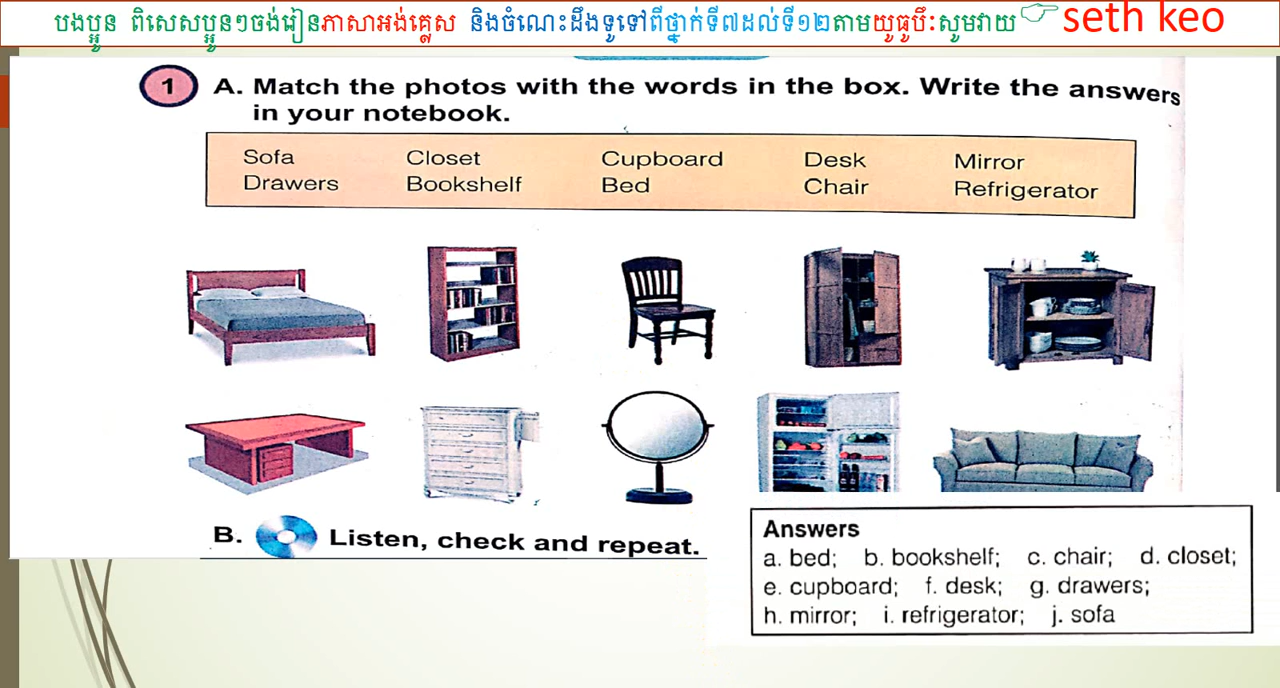 បងប្អូន ពិសេសប្អូនៗចង់រៀនភាសាអង់គ្លេស និងចំណេះដឹងទូទៅពីថ្នាក់ទី៧ដល់ទី១២តាមយូធូបឹៈសូមវាយ👉seth keo
1 A. Match the photos with the words in the box. Write the answers
in your notebook.
Sofa Closet Cupboard Desk Mirror
Drawers Bookshelf Bed Chair Refrigerator
B. Listen, check and repeat.
Answers
a. bed; b. bookshelf; c. chair; d. closet;
e. cupboard; f. desk; g. drawers;
h. mirror; i. refrigerator; j. sofa